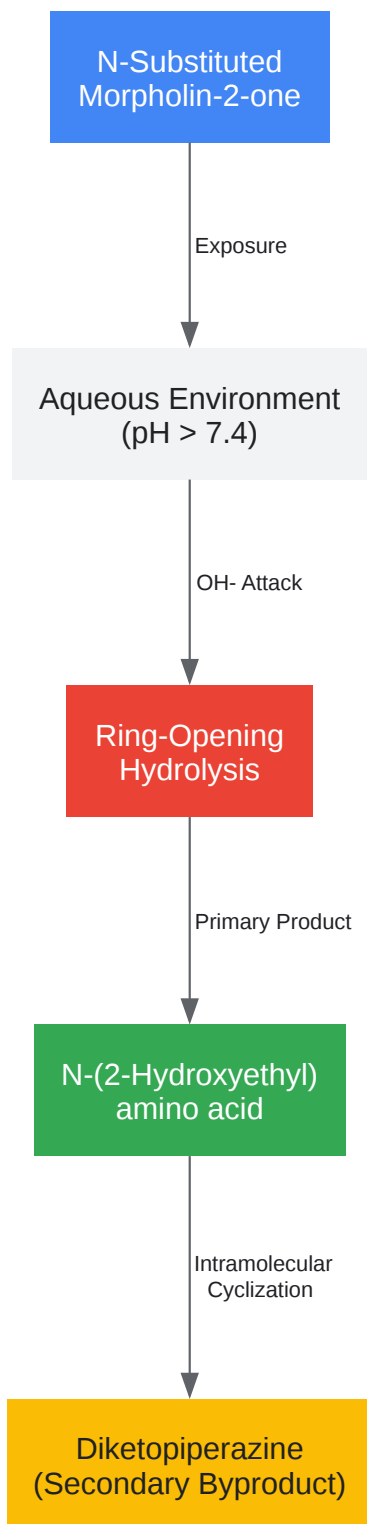 N-Substituted
Morpholin-2-one
Exposure
Aqueous Environment
(pH > 7.4)
OH- Attack
Ring-Opening
Hydrolysis
Primary Product
N-(2-Hydroxyethyl)
amino acid
Intramolecular
Cyclization
Diketopiperazine
(Secondary Byproduct)